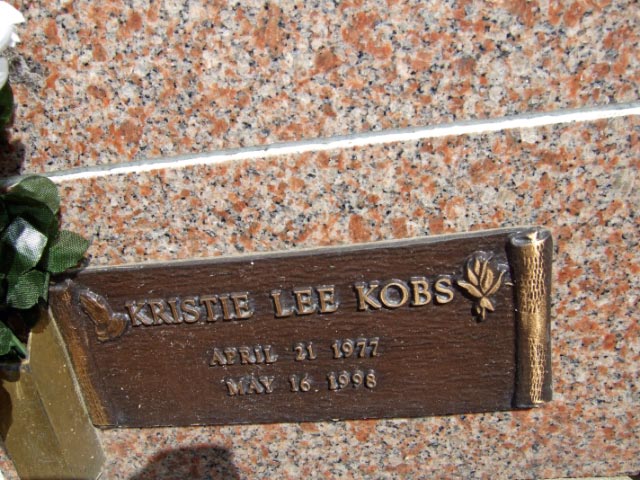 KRISTIE LEE KOBS
APRIL 21 1977
MAY 16 1998